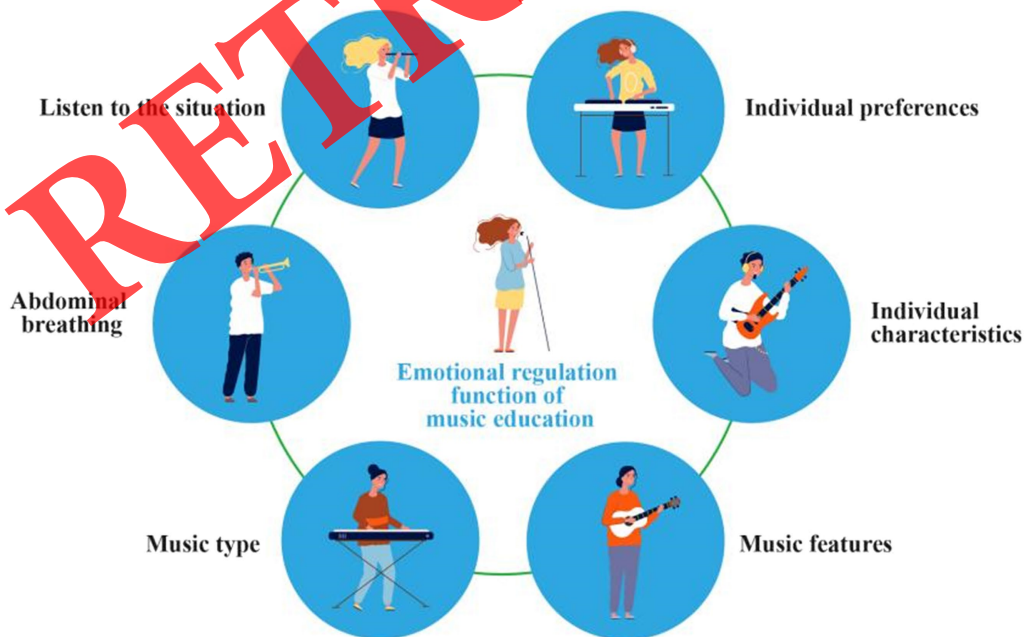 RETR
Listen to the situation
Individual preferences
Abdominal
breathing
Individual
characteristics
Emotional regulation
function of
music education
Music type
Music features